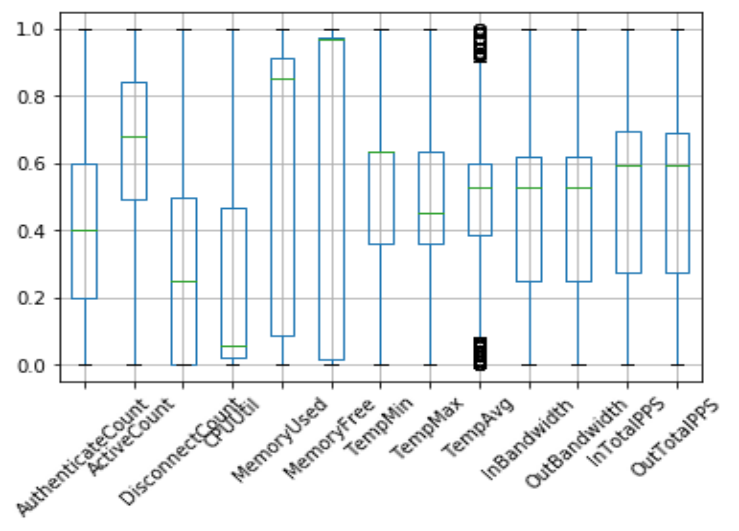 1.0
0.8
0.6
0.4
0.2
0.0
AuthenticateCount
ActiveCount
DisconnectCount
CPUUtil
MemoryUsed
MemoryFree
TempMin
TempMax
TempAvg
InBandwidth
OutBandwidth
InTotalPPS
OutTotalPPS